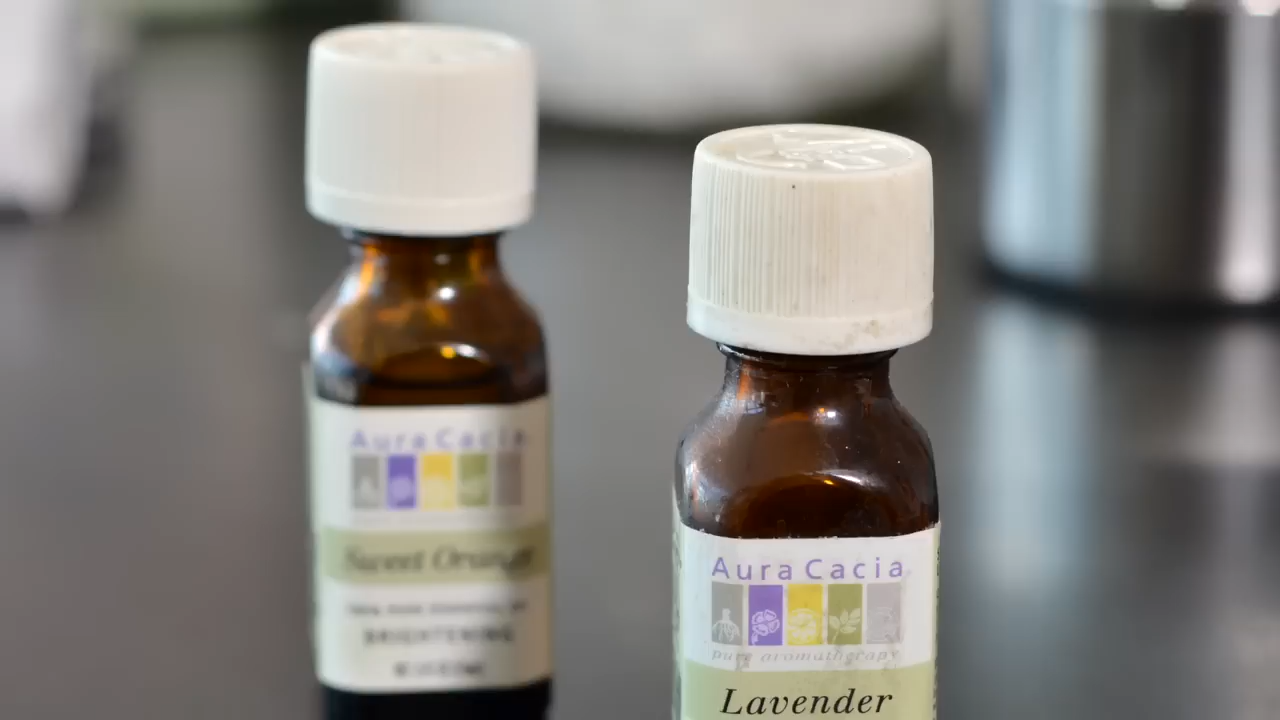 Aura Cacia
Sweet Orange
BRIGHTENING
Aura Cacia
pure aromatherapy
Lavender